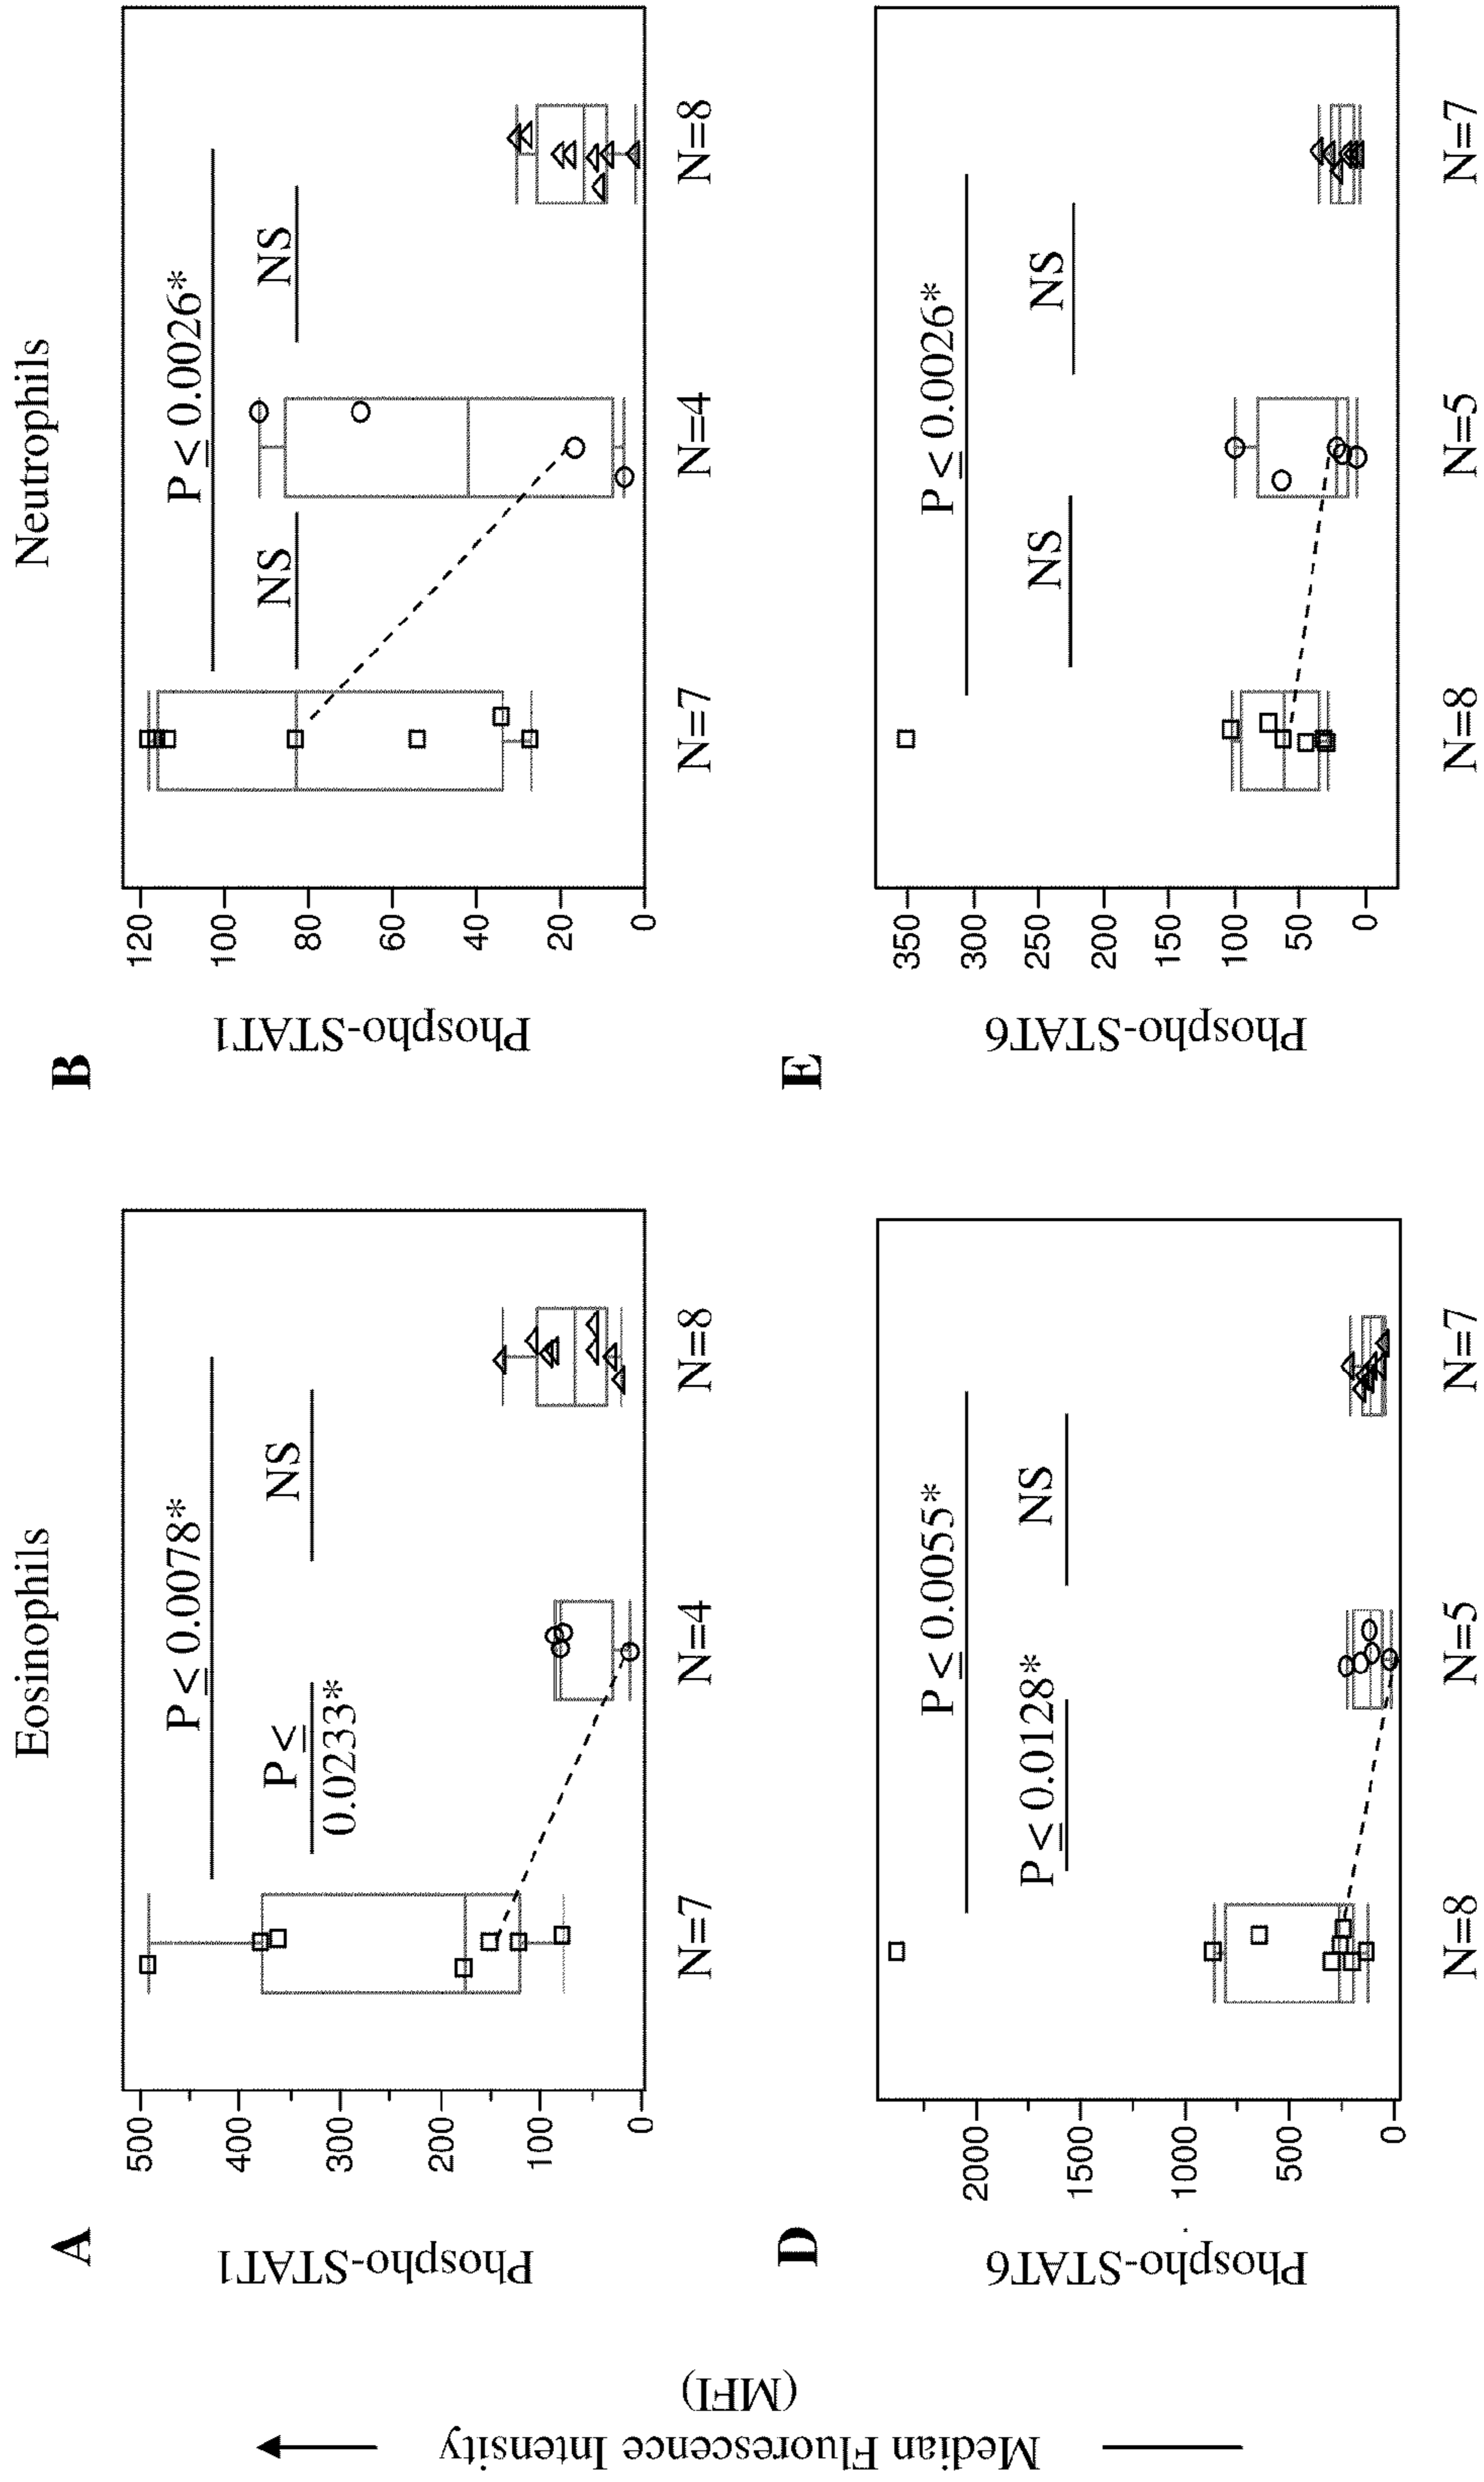 Eosinophils
Neutrophils
A
Phospho-STAT1
500
400
300
200
100
0
P ≤ 0.0078*
P ≤
0.0233*
NS
N=7
N=4
N=8
B
Phospho-STAT1
120
100
80
60
40
20
0
P ≤ 0.0026*
NS
NS
N=7
N=4
N=8
Median Fluorescence Intensity
(MFI)
D
Phospho-STAT6
2000
1500
1000
500
0
P ≤ 0.0055*
P ≤ 0.0128*
NS
N=8
N=5
N=7
E
Phospho-STAT6
350
300
250
200
150
100
50
0
P ≤ 0.0026*
NS
NS
N=8
N=5
N=7